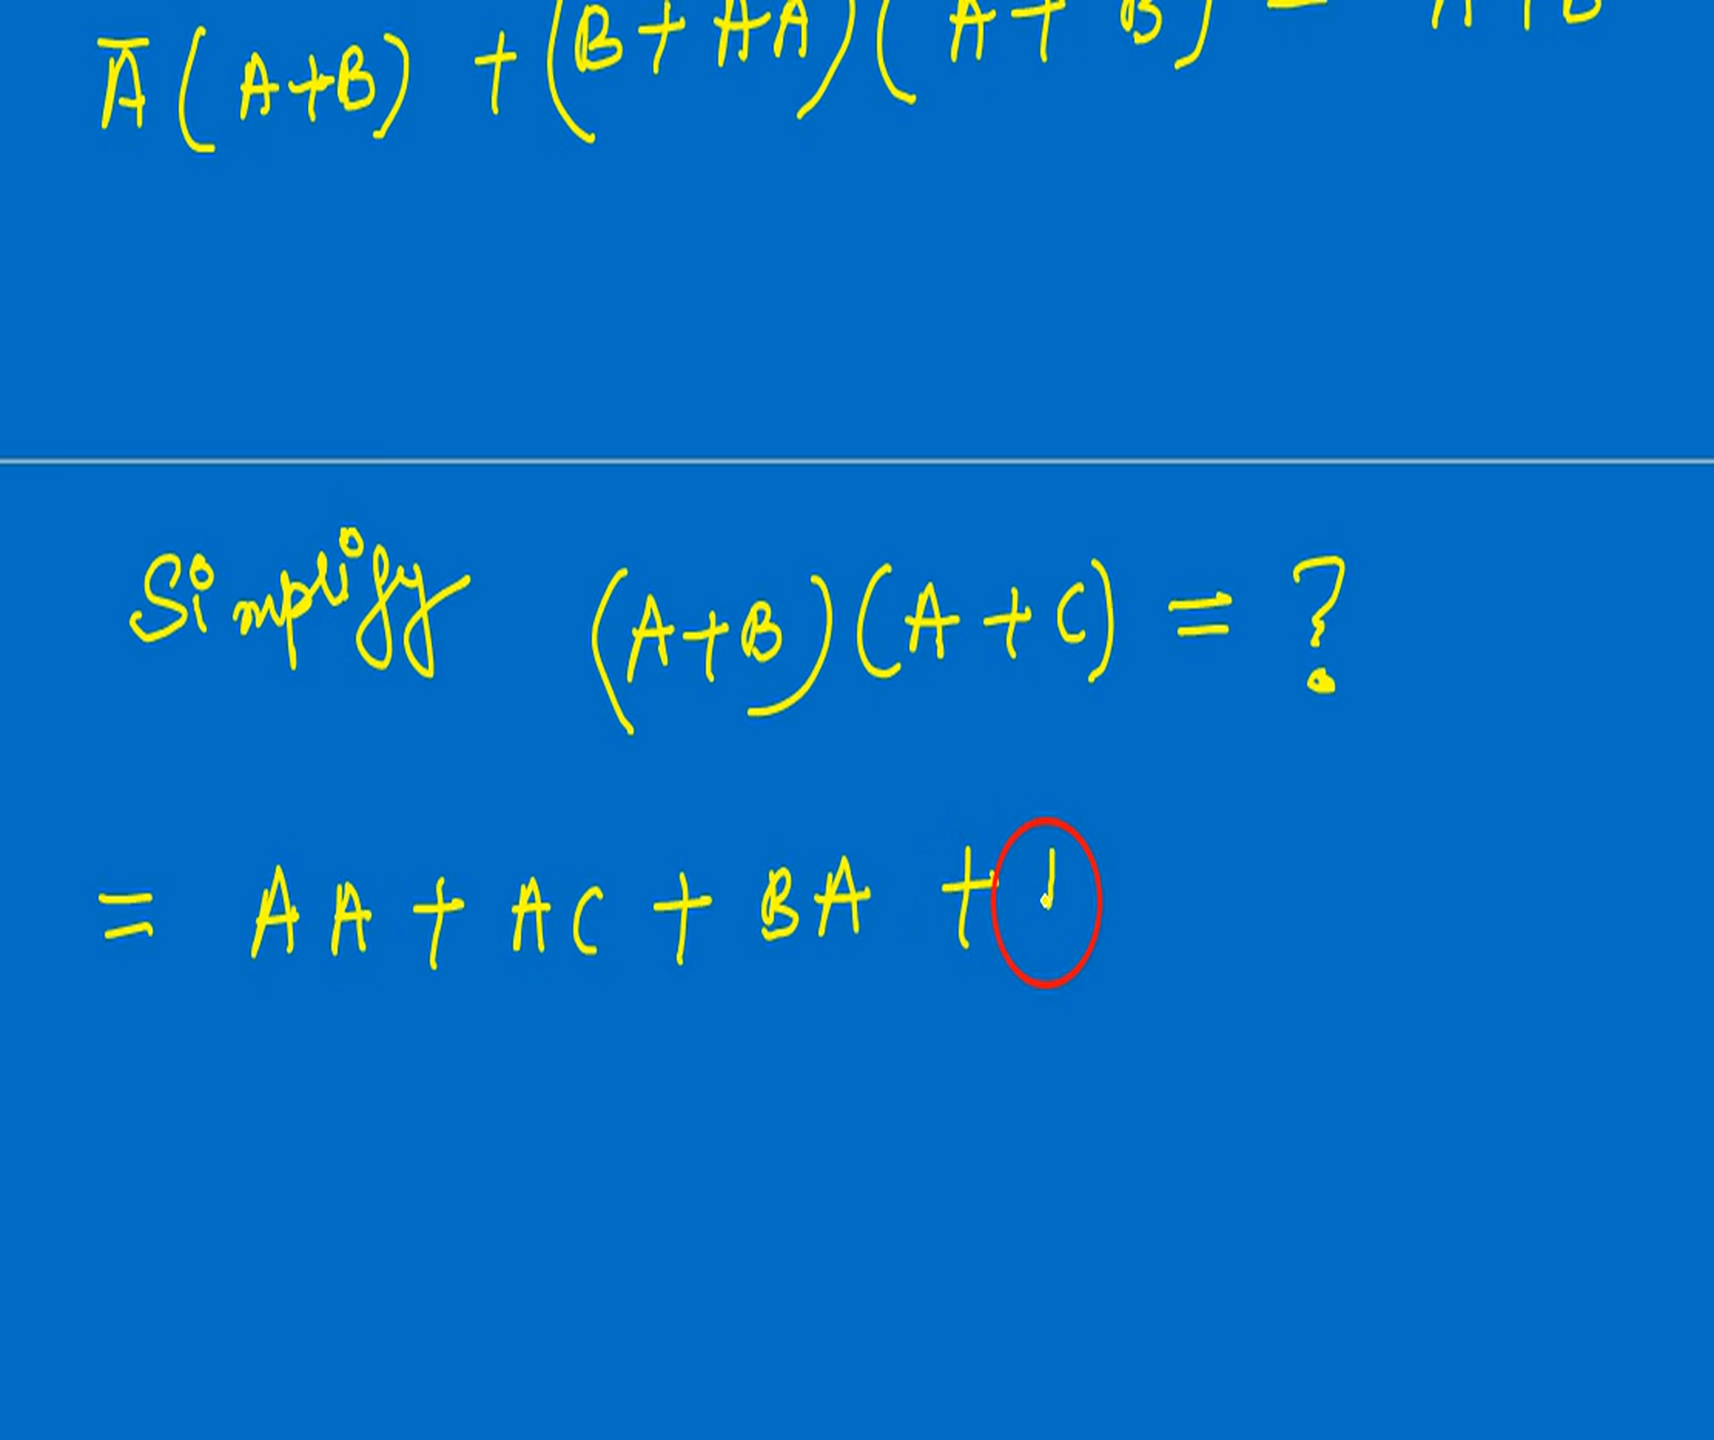 Ā(A+B) + (B+AA)(A+B) =
Simplify (A+B)(A+C) = ?
= AA + AC + BA +